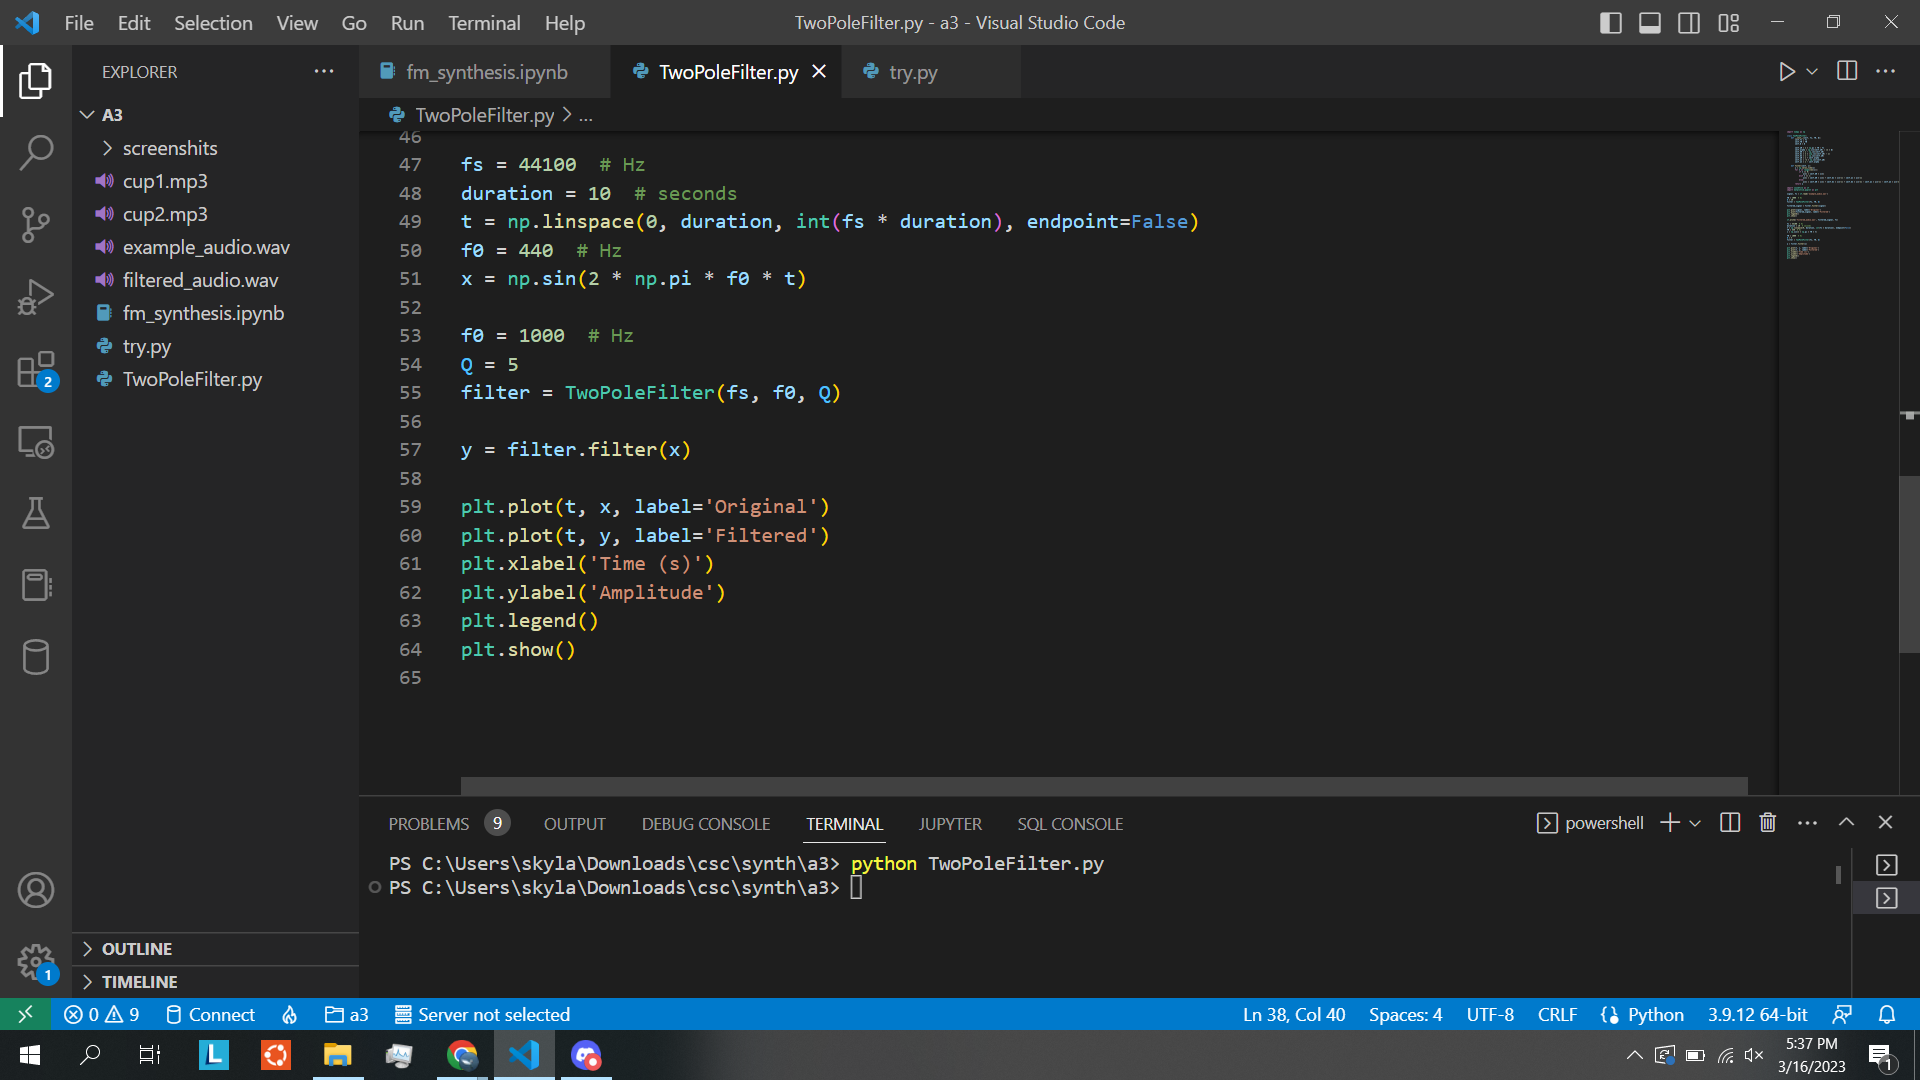 File Edit Selection View Go Run Terminal Help
TwoPoleFilter.py - a3 - Visual Studio Code
EXPLORER
A3
screenshits
cup1.mp3
cup2.mp3
example_audio.wav
filtered_audio.wav
fm_synthesis.ipynb
try.py
TwoPoleFilter.py
OUTLINE
TIMELINE
2
1
fm_synthesis.ipynb TwoPoleFilter.py try.py
TwoPoleFilter.py > ...
46
47 fs = 44100  # Hz
48 duration = 10  # seconds
49 t = np.linspace(0, duration, int(fs * duration), endpoint=False)
50 f0 = 440  # Hz
51 x = np.sin(2 * np.pi * f0 * t)
52
53 f0 = 1000  # Hz
54 Q = 5
55 filter = TwoPoleFilter(fs, f0, Q)
56
57 y = filter.filter(x)
58
59 plt.plot(t, x, label='Original')
60 plt.plot(t, y, label='Filtered')
61 plt.xlabel('Time (s)')
62 plt.ylabel('Amplitude')
63 plt.legend()
64 plt.show()
65
PROBLEMS 9 OUTPUT DEBUG CONSOLE TERMINAL JUPYTER SQL CONSOLE
powershell
PS C:\Users\skyla\Downloads\csc\synth\a3> python TwoPoleFilter.py
PS C:\Users\skyla\Downloads\csc\synth\a3>
0 9 Connect a3 Server not selected
Ln 38, Col 40 Spaces: 4 UTF-8 CRLF Python 3.9.12 64-bit
L
5:37 PM
3/16/2023
1